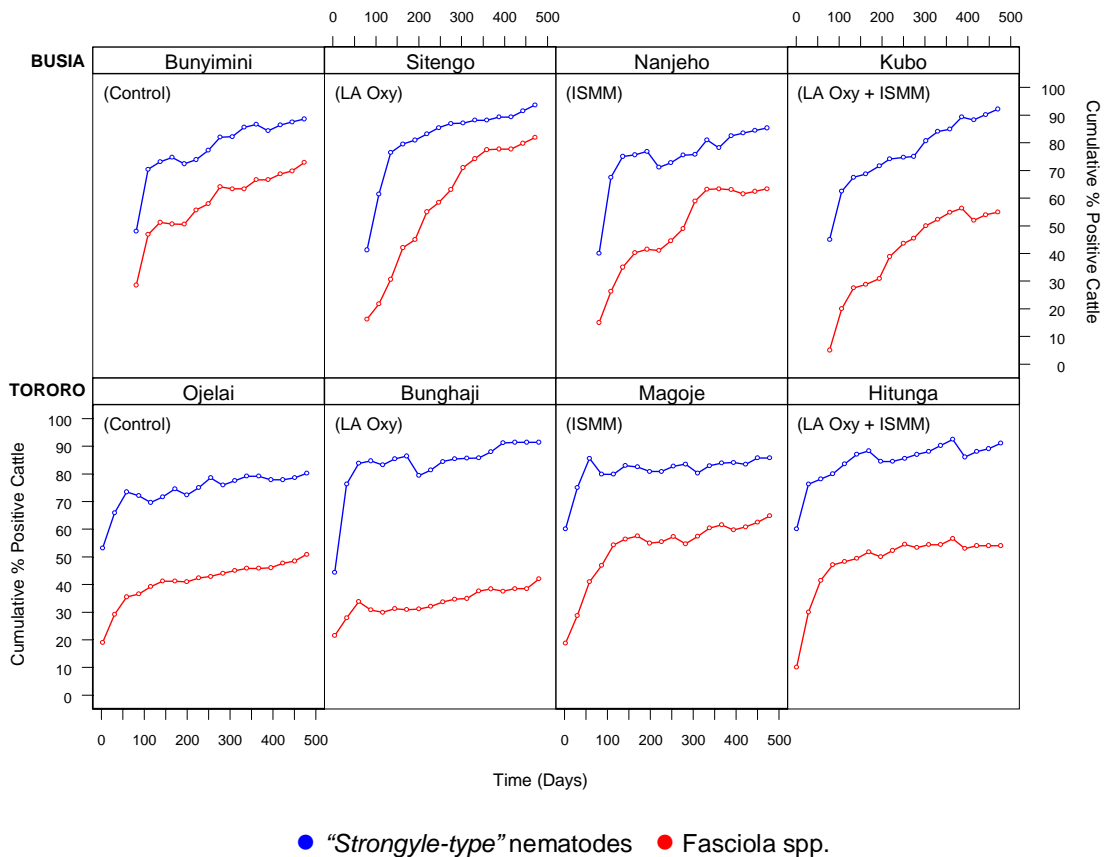 0 100 200 300 400 500 0 100 200 300 400 500
BUSIA Bunyimini Sitengo Nanjeho Kubo
(Control) (LA Oxy) (ISMM) (LA Oxy + ISMM)
100
90
80
70
60
50
40
30
20
10
0
Cumulative % Positive Cattle
TORORO Ojelai Bunghaji Magoje Hitunga
(Control) (LA Oxy) (ISMM) (LA Oxy + ISMM)
Cumulative % Positive Cattle
100
90
80
70
60
50
40
30
20
10
0
0 100 200 300 400 500 0 100 200 300 400 500
Time (Days)
“Strongyle-type” nematodes Fasciola spp.